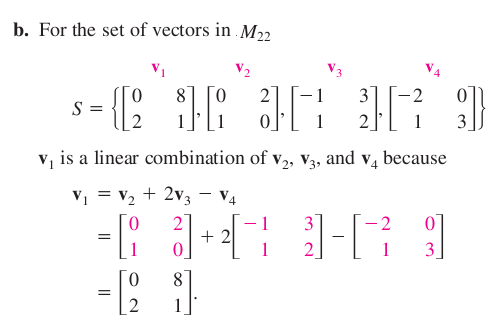 b. For the set of vectors in M₂₂
v₁ v₂ v₃ v₄
S = {[0 8; 2 1], [0 2; 1 0], [−1 3; 1 2], [−2 0; 1 3]}
v₁ is a linear combination of v₂, v₃, and v₄ because
v₁ = v₂ + 2v₃ − v₄
= [0 2; 1 0] + 2[−1 3; 1 2] − [−2 0; 1 3]
= [0 8; 2 1].